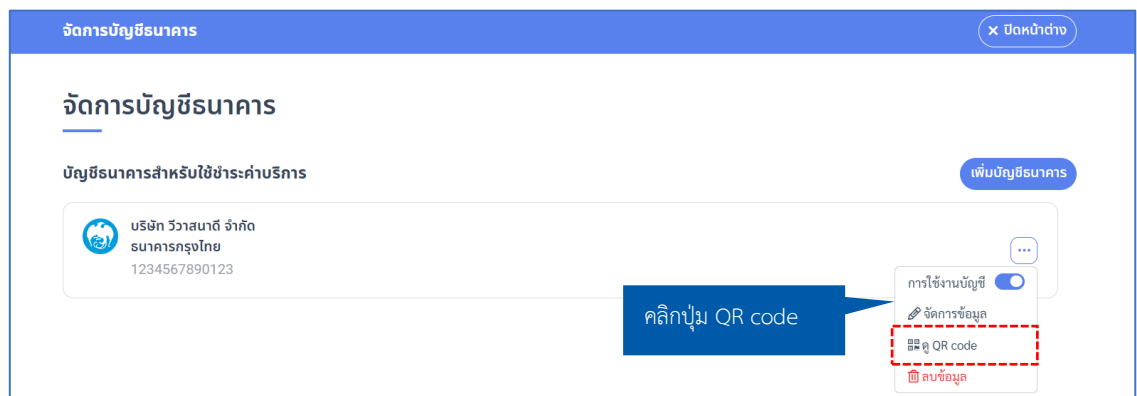 จัดการบัญชีธนาคาร
× ปิดหน้าต่าง
จัดการบัญชีธนาคาร
บัญชีธนาคารสำหรับใช้ชำระค่าบริการ
เพิ่มบัญชีธนาคาร
บริษัท วีวาสนาดี จำกัด
ธนาคารกรุงไทย
1234567890123
การใช้งานบัญชี
คลิกปุ่ม QR code
จัดการข้อมูล
ดู QR code
ลบข้อมูล